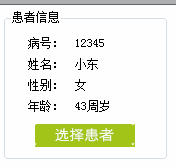 患者信息
病号： 12345
姓名： 小东
性别： 女
年龄： 43周岁
选择患者